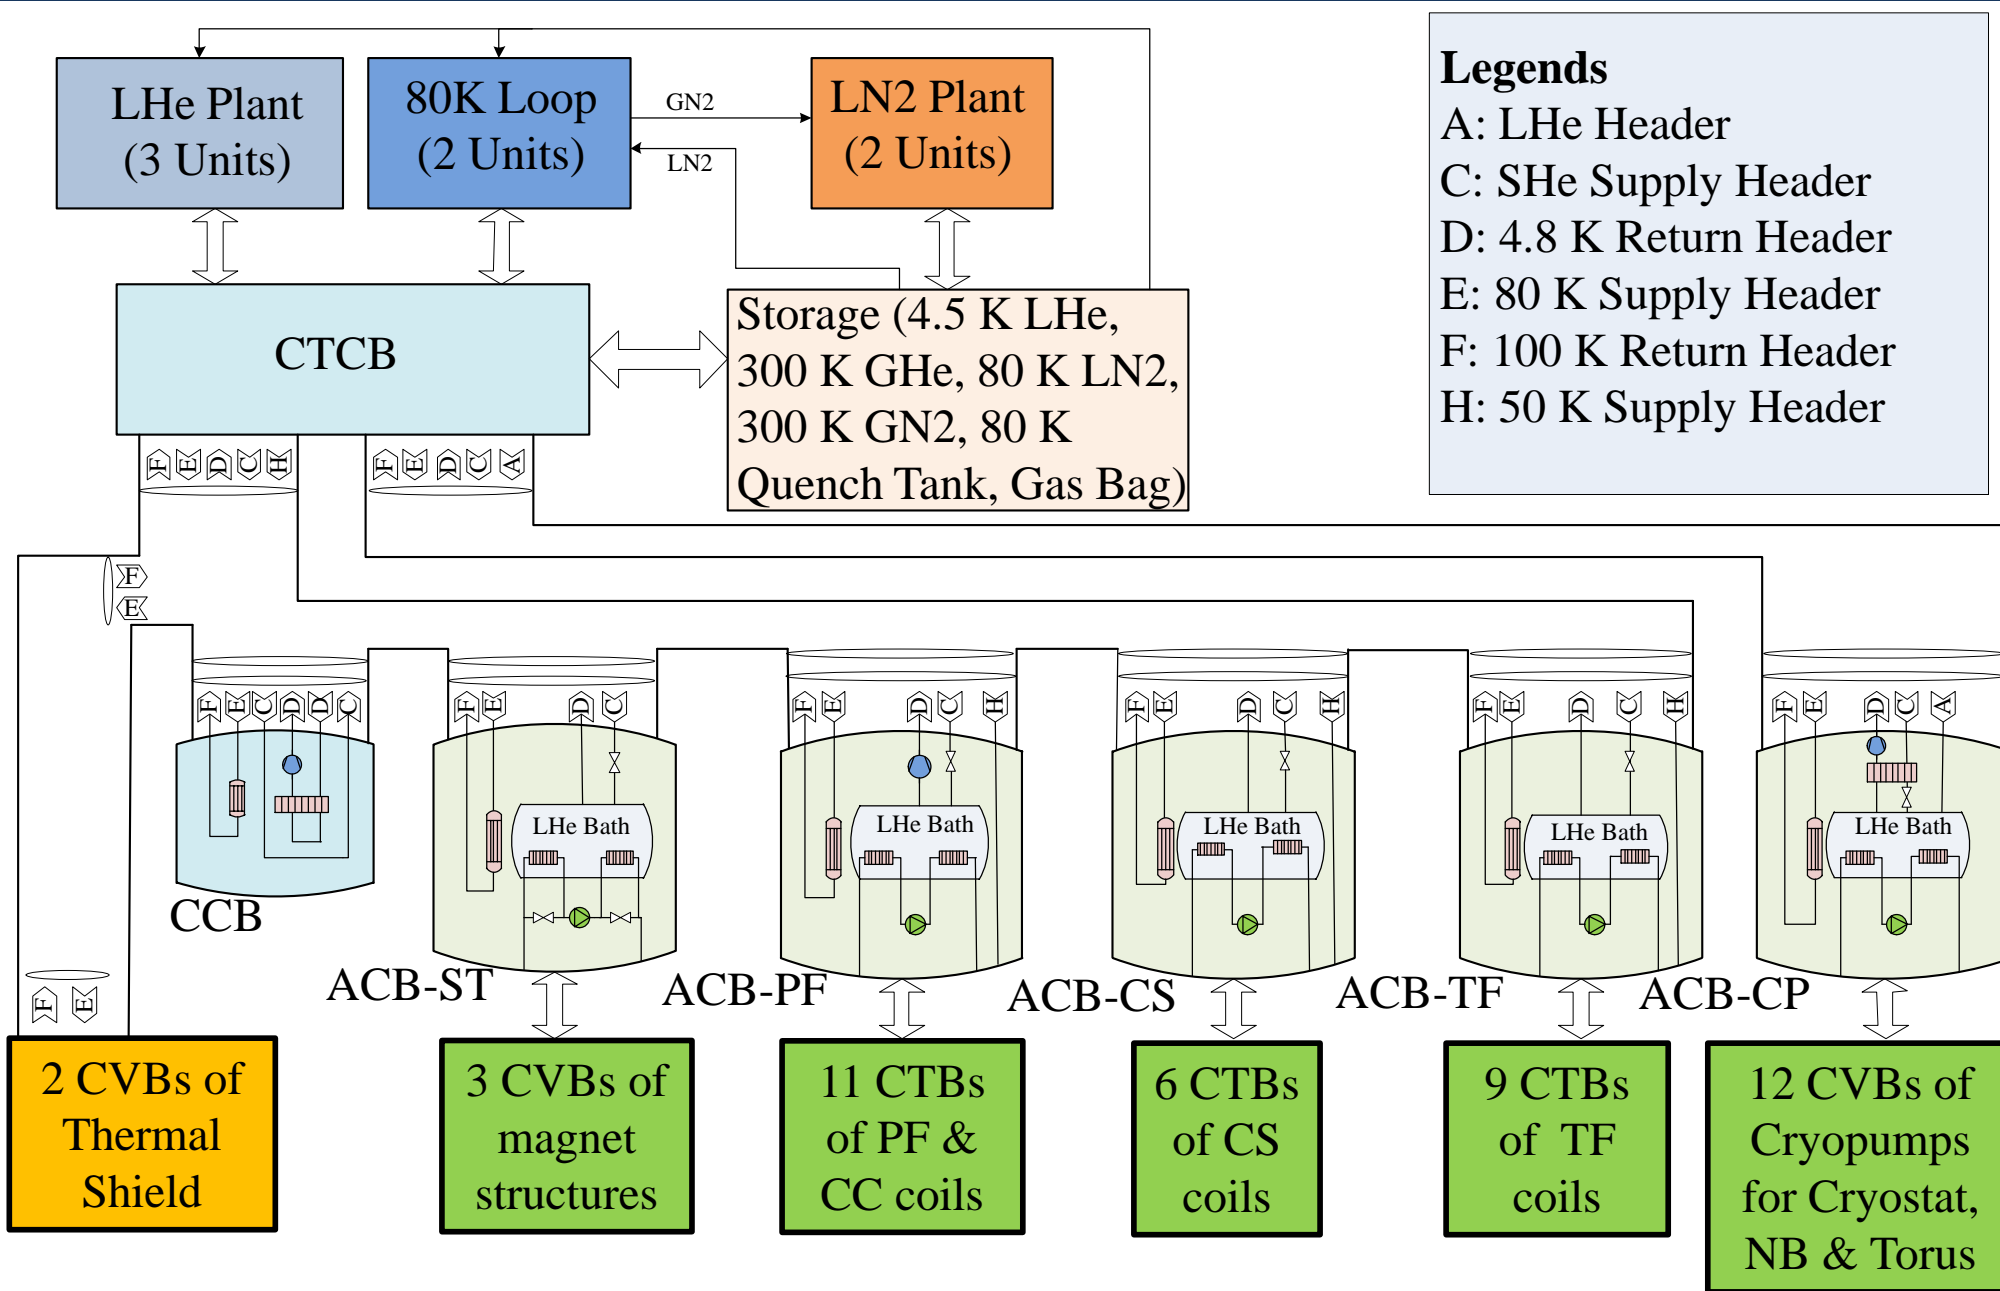 LHe Plant
(3 Units)
80K Loop
(2 Units)
GN2
LN2
LN2 Plant
(2 Units)
Legends
A: LHe Header
C: SHe Supply Header
D: 4.8 K Return Header
E: 80 K Supply Header
F: 100 K Return Header
H: 50 K Supply Header
CTCB
Storage (4.5 K LHe,
300 K GHe, 80 K LN2,
300 K GN2, 80 K
Quench Tank, Gas Bag)
F E D C H
F E D C A
F
E
F E C D D C
F E D C
F E D C H
F E D C H
F E D C H
F E D C A
LHe Bath
LHe Bath
LHe Bath
LHe Bath
LHe Bath
CCB
ACB-ST
ACB-PF
ACB-CS
ACB-TF
ACB-CP
F E
2 CVBs of
Thermal
Shield
3 CVBs of
magnet
structures
11 CTBs
of PF &
CC coils
6 CTBs
of CS
coils
9 CTBs
of TF
coils
12 CVBs of
Cryopumps
for Cryostat,
NB & Torus